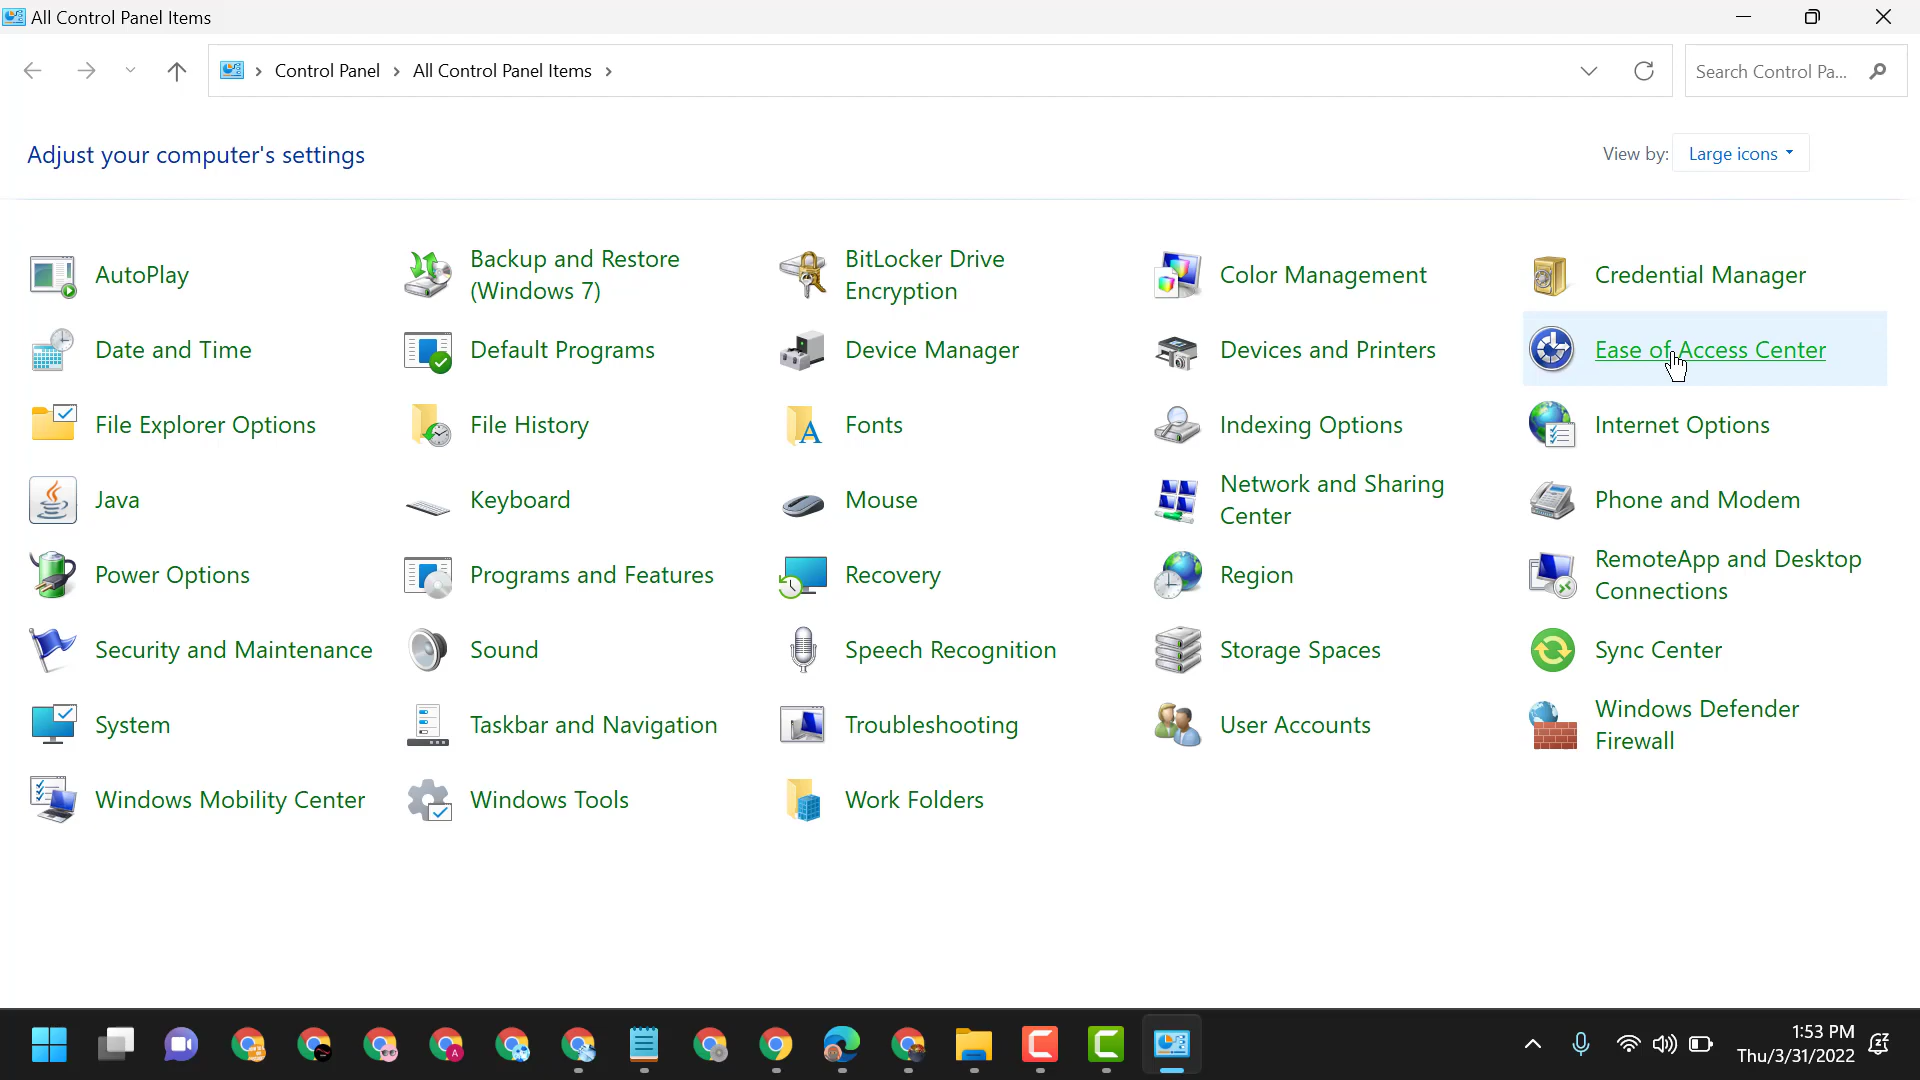 All Control Panel Items
Control Panel
All Control Panel Items
Search Control Pa...
Adjust your computer's settings
View by:
Large icons
AutoPlay
Backup and Restore
(Windows 7)
BitLocker Drive
Encryption
Color Management
Credential Manager
Date and Time
Default Programs
Device Manager
Devices and Printers
Ease of Access Center
File Explorer Options
File History
Fonts
Indexing Options
Internet Options
Java
Keyboard
Mouse
Network and Sharing
Center
Phone and Modem
Power Options
Programs and Features
Recovery
Region
RemoteApp and Desktop
Connections
Security and Maintenance
Sound
Speech Recognition
Storage Spaces
Sync Center
System
Taskbar and Navigation
Troubleshooting
User Accounts
Windows Defender
Firewall
Windows Mobility Center
Windows Tools
Work Folders
1:53 PM
Thu/3/31/2022